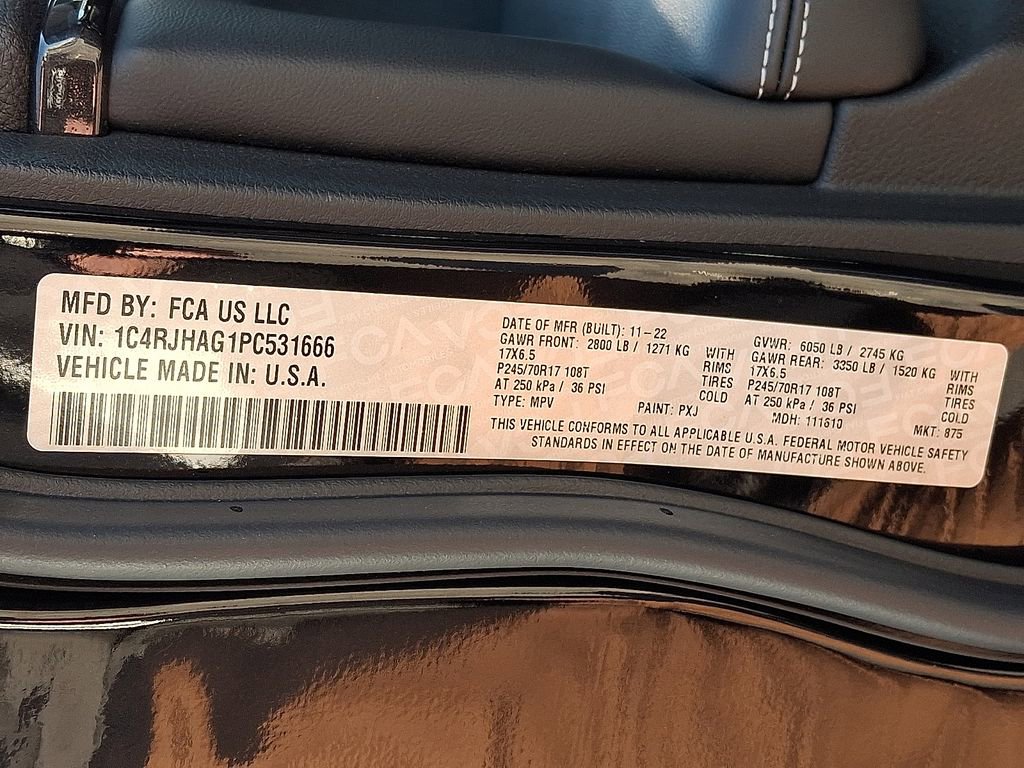 MFD BY: FCA US LLC
VIN: 1C4RJHAG1PC531666
VEHICLE MADE IN: U.S.A.
DATE OF MFR (BUILT): 11-22
GAWR FRONT: 2800 LB / 1271 KG WITH
17X6.5 RIMS
P245/70R17 108T TIRES
AT 250 kPa / 36 PSI COLD
TYPE: MPV PAINT: PXJ
GVWR: 6050 LB / 2745 KG
GAWR REAR: 3350 LB / 1520 KG WITH
17X6.5 RIMS
P245/70R17 108T TIRES
AT 250 kPa / 36 PSI COLD
MDH: 111610 MKT: 875
THIS VEHICLE CONFORMS TO ALL APPLICABLE U.S.A. FEDERAL MOTOR VEHICLE SAFETY
STANDARDS IN EFFECT ON THE DATE OF MANUFACTURE SHOWN ABOVE.